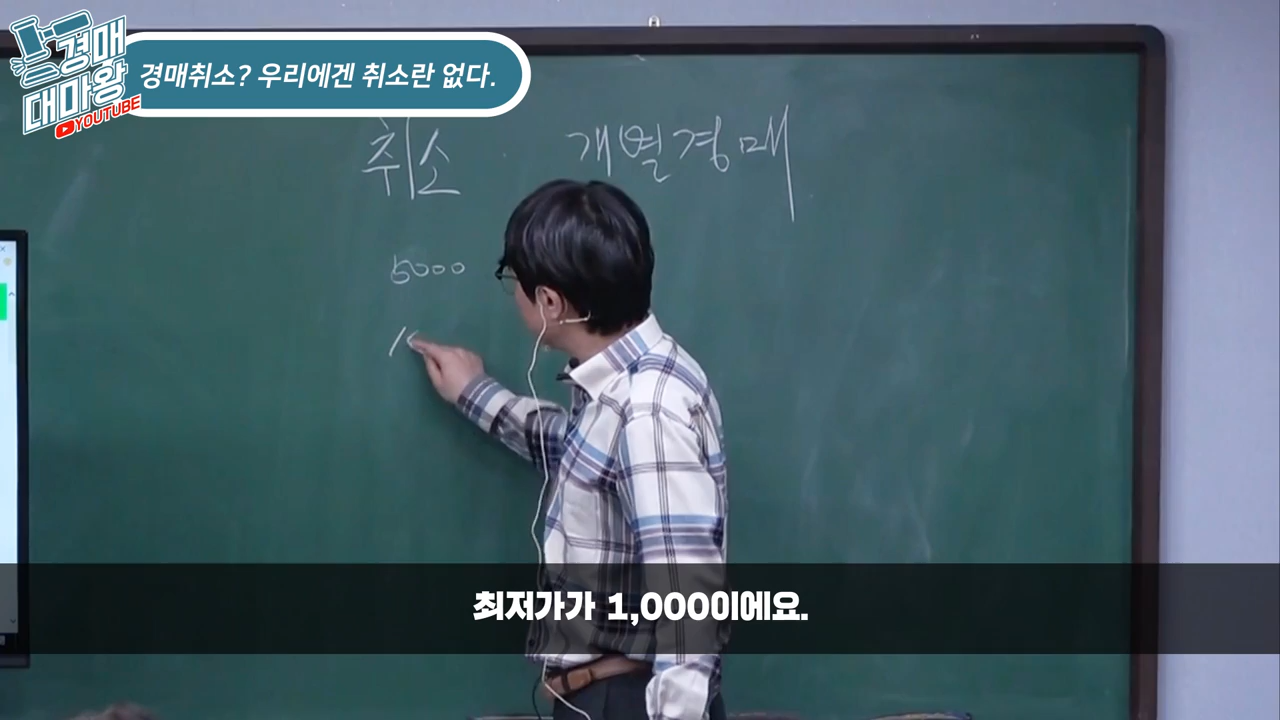 경매
대마왕
YOUTUBE
경매취소? 우리에겐 취소란 없다.
취소 개별경매
5000
10
최저가가 1,000이에요.